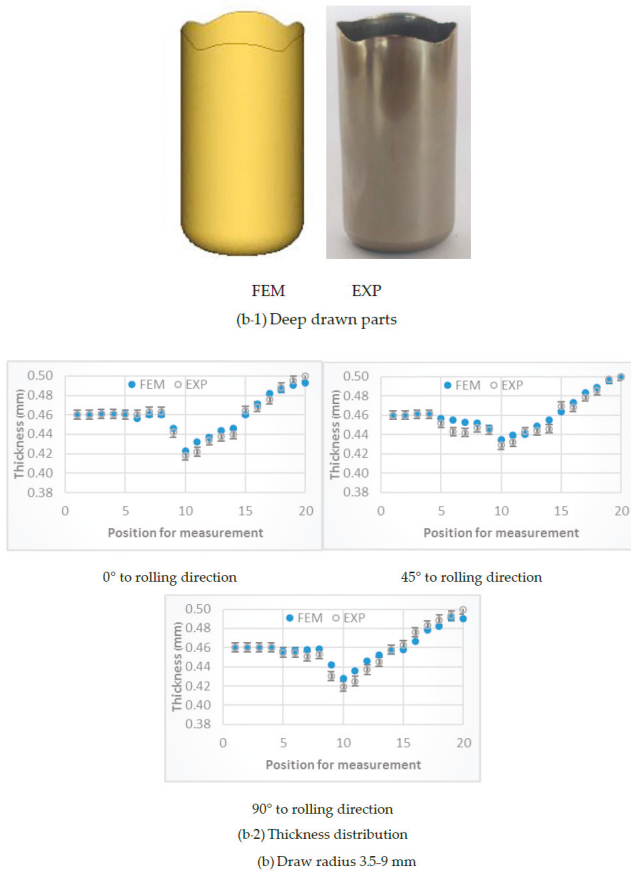 FEM EXP
(b-1) Deep drawn parts
0.50
0.48
0.46
0.44
0.42
0.40
0.38
Thickness (mm)
FEM EXP
0 5 10 15 20
Position for measurement
0.50
0.48
0.46
0.44
0.42
0.40
0.38
Thickness (mm)
FEM EXP
0 5 10 15 20
Position for measurement
0° to rolling direction 45° to rolling direction
0.50
0.48
0.46
0.44
0.42
0.40
0.38
Thickness (mm)
FEM EXP
0 5 10 15 20
Position for measurement
90° to rolling direction
(b-2) Thickness distribution
(b) Draw radius 3.5-9 mm